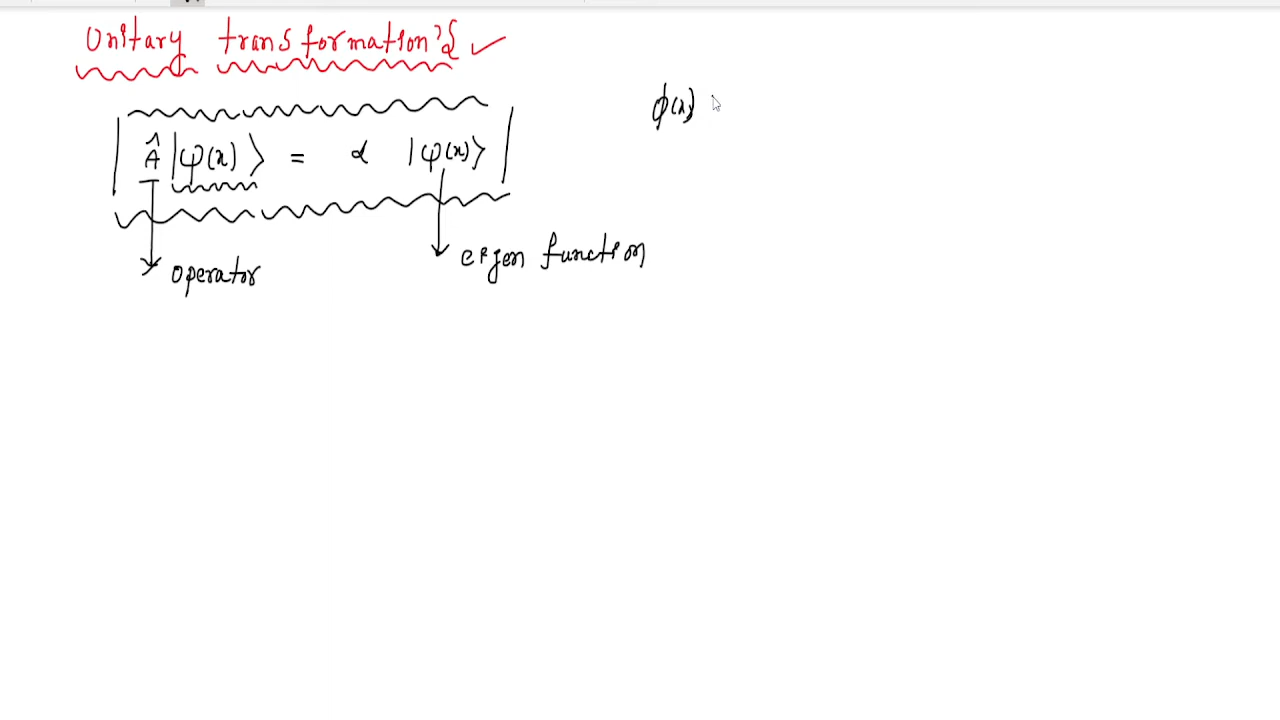 Unitary transformation's
Â |φ(x)⟩ = α |φ(x)⟩
ϕ(x)
operator
eigen function